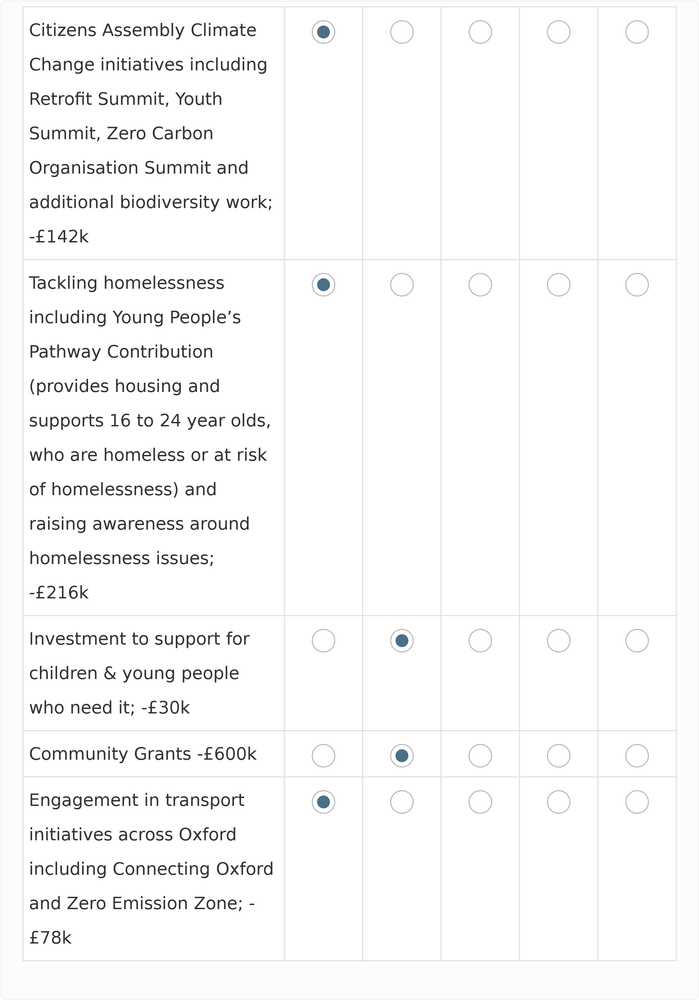 Citizens Assembly Climate
Change initiatives including
Retrofit Summit, Youth
Summit, Zero Carbon
Organisation Summit and
additional biodiversity work;
-£142k
Tackling homelessness
including Young People’s
Pathway Contribution
(provides housing and
supports 16 to 24 year olds,
who are homeless or at risk
of homelessness) and
raising awareness around
homelessness issues;
-£216k
Investment to support for
children & young people
who need it; -£30k
Community Grants -£600k
Engagement in transport
initiatives across Oxford
including Connecting Oxford
and Zero Emission Zone; -
£78k